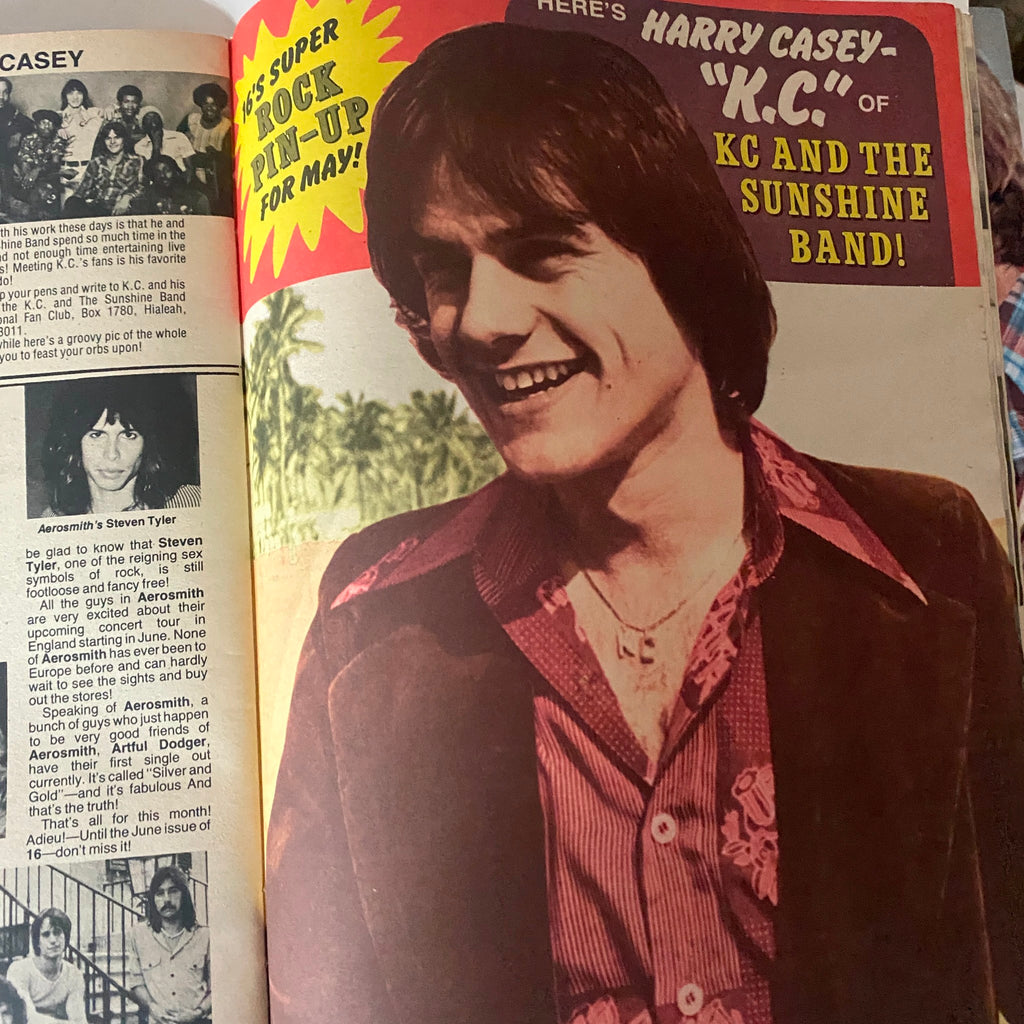 CASEY
th his work these days is that he and
hine Band spend so much time in the
d not enough time entertaining live
s! Meeting K.C.'s fans is his favorite
do!
p your pens and write to K.C. and his
the K.C. and The Sunshine Band
onal Fan Club, Box 1780, Hialeah,
3011.
while here's a groovy pic of the whole
you to feast your orbs upon!
Aerosmith's Steven Tyler
be glad to know that Steven
Tyler, one of the reigning sex
symbols of rock, is still
footloose and fancy free!
All the guys in Aerosmith
are very excited about their
upcoming concert tour in
England starting in June. None
of Aerosmith has ever been to
Europe before and can hardly
wait to see the sights and buy
out the stores!
Speaking of Aerosmith, a
bunch of guys who just happen
to be very good friends of
Aerosmith, Artful Dodger,
have their first single out
currently. It's called "Silver and
Gold"—and it's fabulous And
that's the truth!
That's all for this month!
Adieu!—Until the June issue of
16—don't miss it!
16'S SUPER
ROCK
PIN-UP
FOR MAY!
HERE'S HARRY CASEY-
"K.C." OF
KC AND THE
SUNSHINE
BAND!
KC